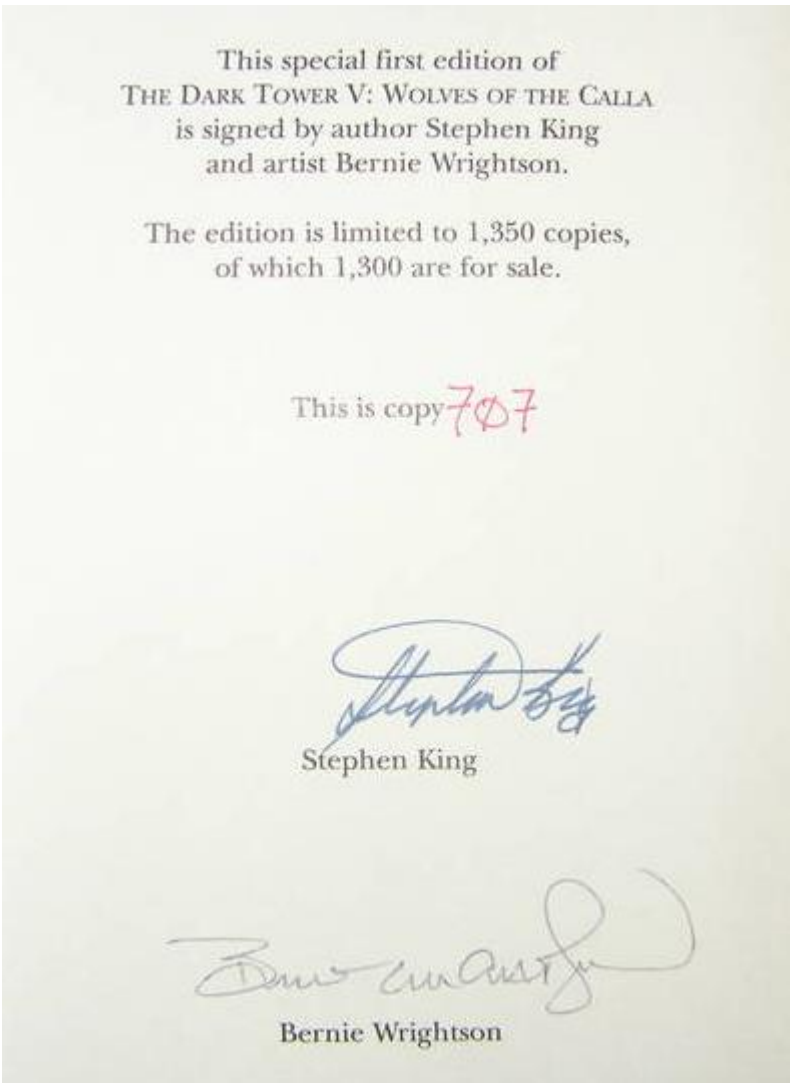 This special first edition of
THE DARK TOWER V: WOLVES OF THE CALLA
is signed by author Stephen King
and artist Bernie Wrightson.
The edition is limited to 1,350 copies,
of which 1,300 are for sale.
This is copy 707
Stephen King
Stephen King
Bernie Wrightson